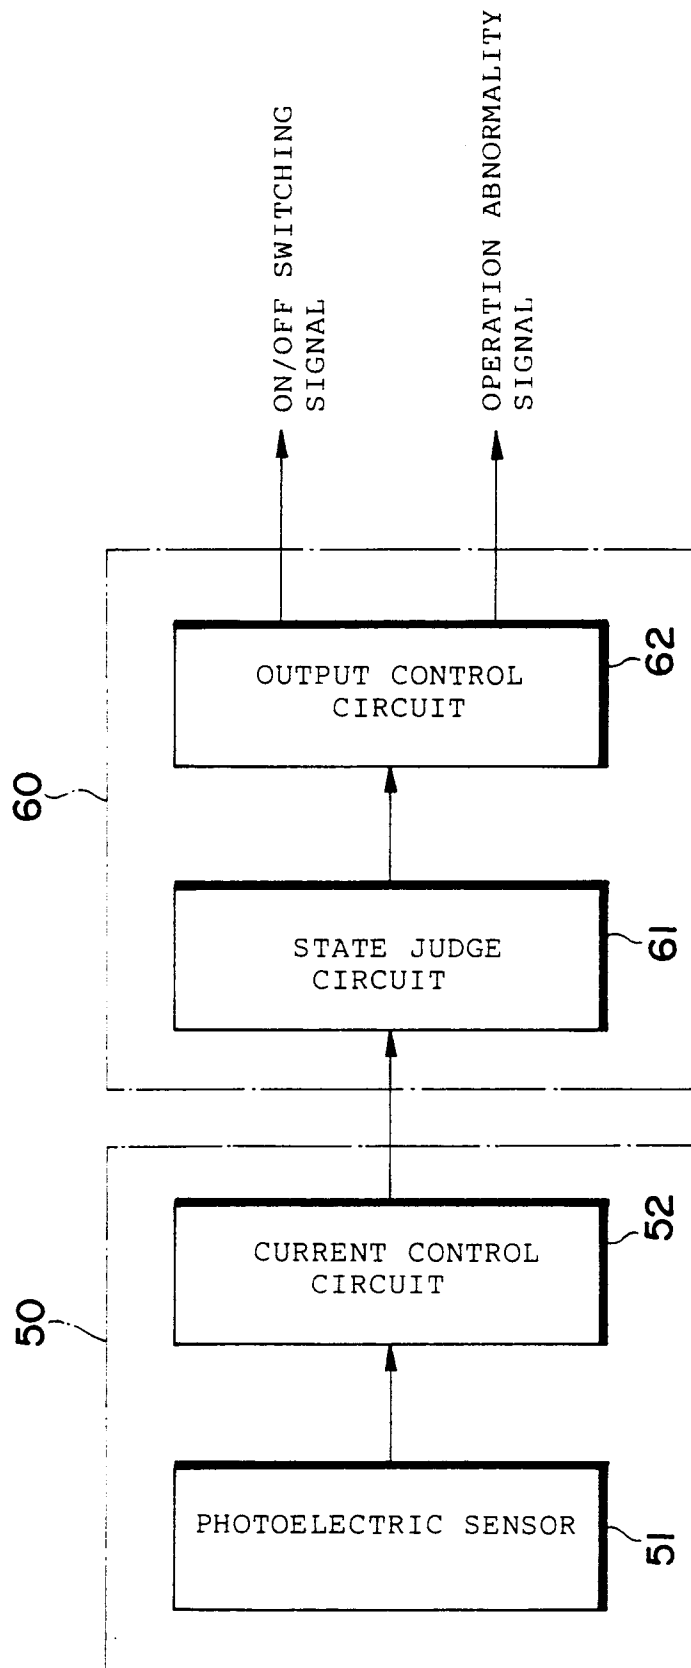 ON/OFF SWITCHING
SIGNAL
OPERATION ABNORMALITY
SIGNAL
60
OUTPUT CONTROL
CIRCUIT
62
STATE JUDGE
CIRCUIT
61
50
CURRENT CONTROL
CIRCUIT
52
PHOTOELECTRIC SENSOR
51